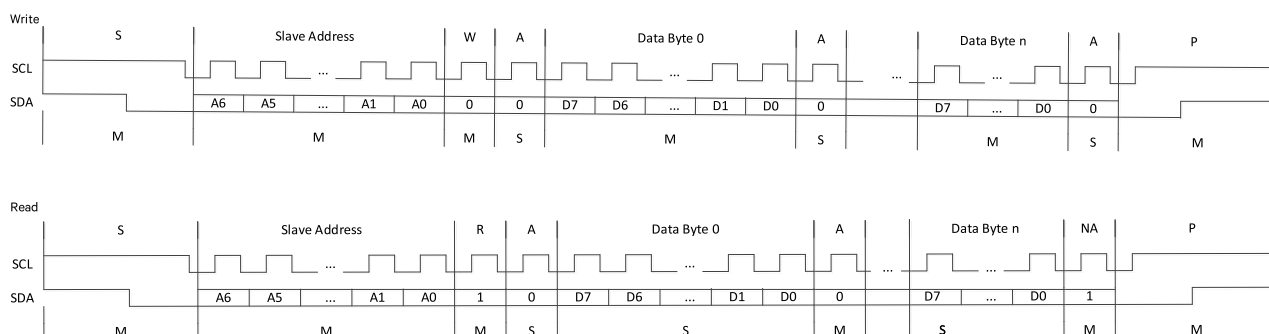 Write
S Slave Address W A Data Byte 0 A Data Byte n A P
SCL ... ... ... ...
SDA A6 A5 ... A1 A0 0 0 D7 D6 ... D1 D0 0 D7 ... D0 0
M M M S M S M S M
Read
S Slave Address R A Data Byte 0 A Data Byte n NA P
SCL ... ... ... ...
SDA A6 A5 ... A1 A0 1 0 D7 D6 ... D1 D0 0 D7 ... D0 1
M M M S S M S M M